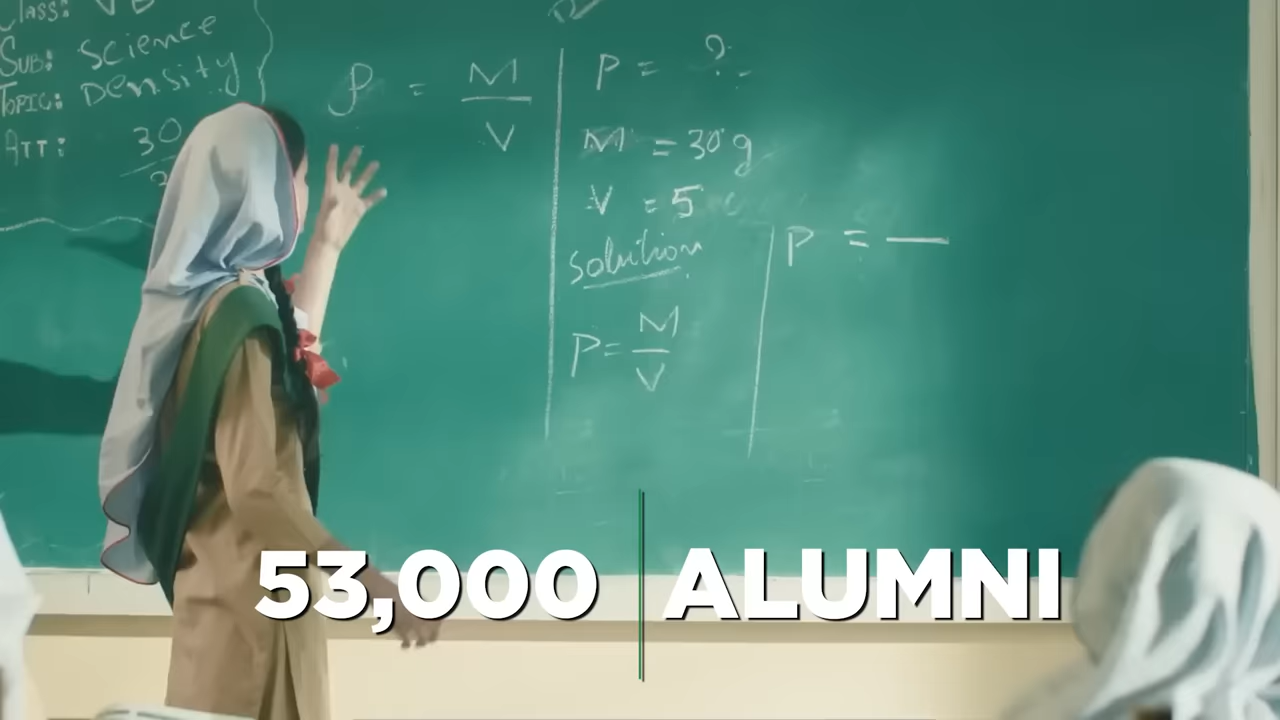 Class: V B
Sub: Science
Topic: Density
Att: 30
ρ = M / V
P = ?
M = 30 g
V = 5
Solution
P = M / V
P = —
53,000 | ALUMNI